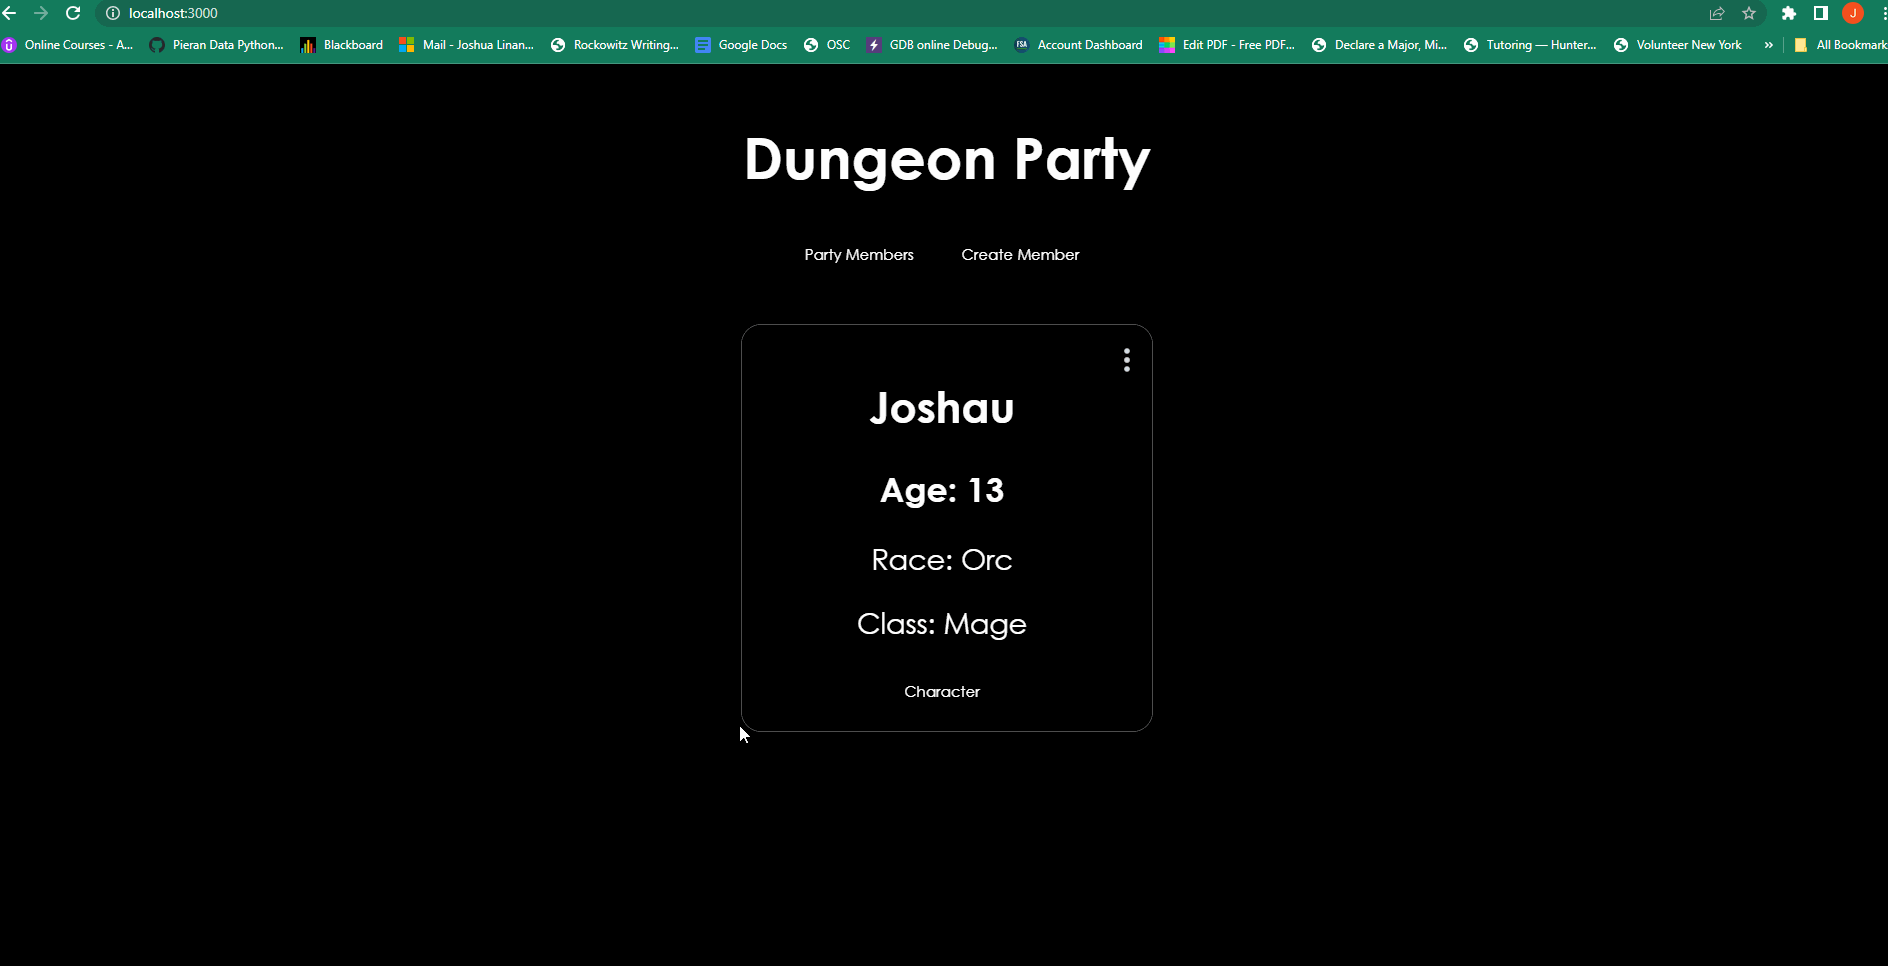 localhost:3000
Online Courses - A... Pieran Data Python... Blackboard Mail - Joshua Linan... Rockowitz Writing... Google Docs OSC GDB online Debug... FSA Account Dashboard Edit PDF - Free PDF... Declare a Major, Mi... Tutoring — Hunter... Volunteer New York » All Bookmark
J
Dungeon Party
Party Members Create Member
Joshau
Age: 13
Race: Orc
Class: Mage
Character